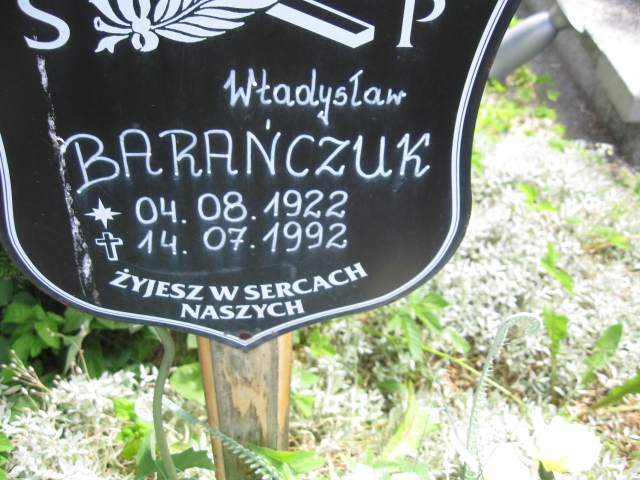 S P
Władysław
BARAŃCZUK
04. 08. 1922
14. 07. 1992
ŻYJESZ W SERCACH
NASZYCH